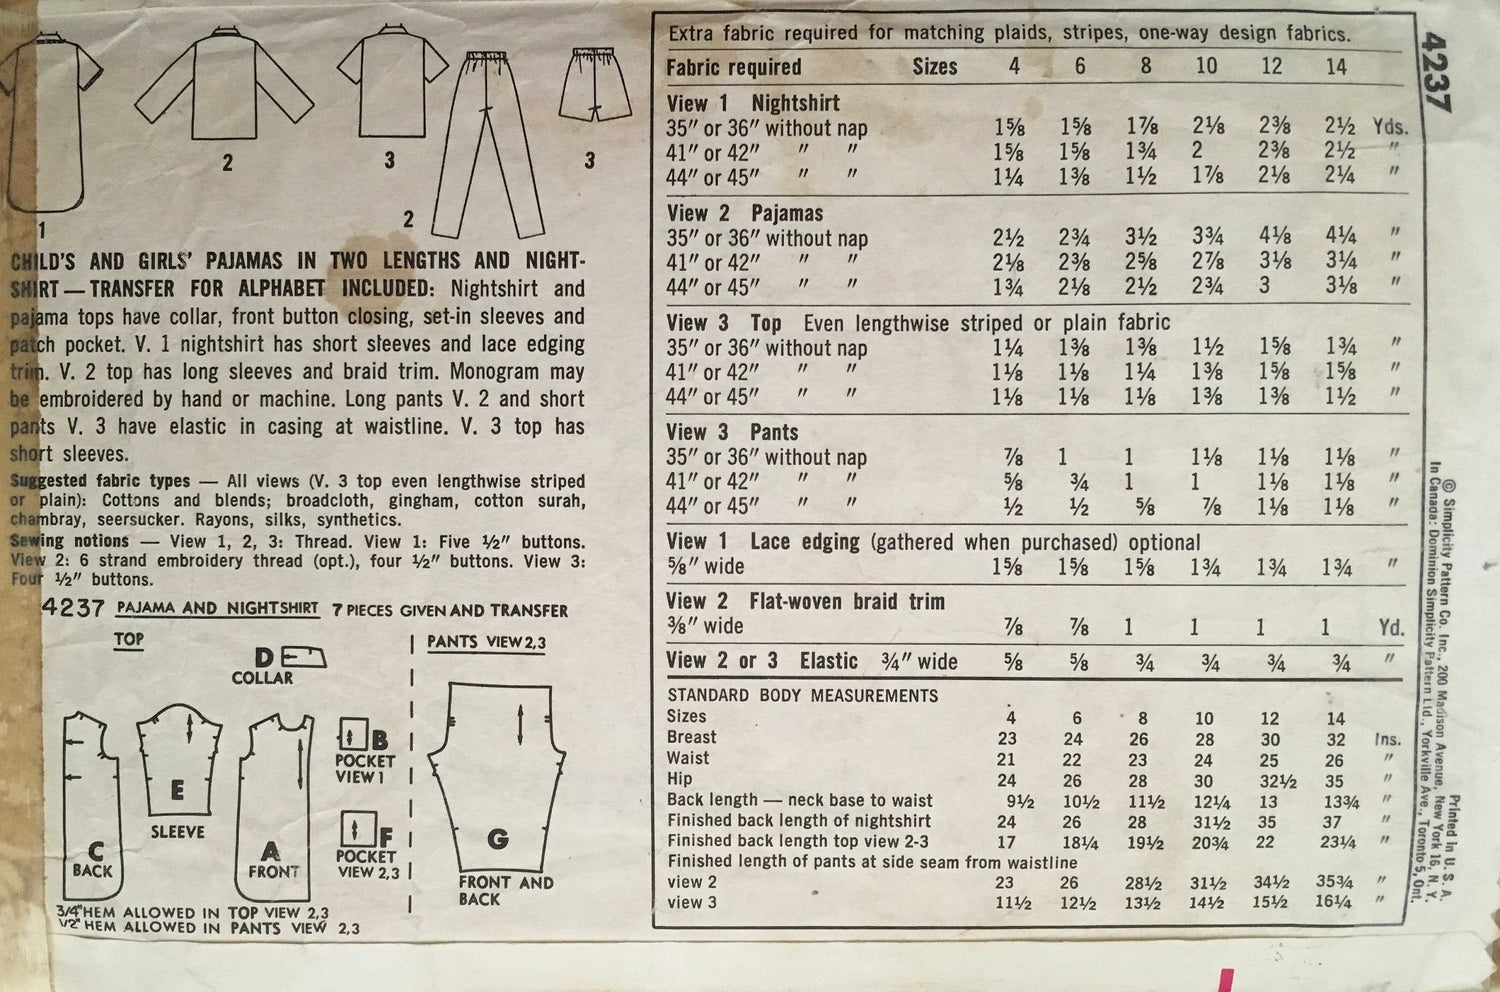 2
3
2
3
1
CHILD'S AND GIRLS' PAJAMAS IN TWO LENGTHS AND NIGHT-
SHIRT — TRANSFER FOR ALPHABET INCLUDED: Nightshirt and
pajama tops have collar, front button closing, set-in sleeves and
patch pocket. V. 1 nightshirt has short sleeves and lace edging
trim. V. 2 top has long sleeves and braid trim. Monogram may
be embroidered by hand or machine. Long pants V. 2 and short
pants V. 3 have elastic in casing at waistline. V. 3 top has
short sleeves.
Suggested fabric types — All views (V. 3 top even lengthwise striped
or plain): Cottons and blends; broadcloth, gingham, cotton surah,
chambray, seersucker. Rayons, silks, synthetics.
Sewing notions — View 1, 2, 3: Thread. View 1: Five ½" buttons.
View 2: 6 strand embroidery thread (opt.), four ½" buttons. View 3:
Four ½" buttons.
4237 PAJAMA AND NIGHTSHIRT 7 PIECES GIVEN AND TRANSFER
TOP
D
COLLAR
C
BACK
E
SLEEVE
A
FRONT
B
POCKET
VIEW 1
F
POCKET
VIEW 2,3
PANTS VIEW 2,3
G
FRONT AND
BACK
3/4" HEM ALLOWED IN TOP VIEW 2,3
1/2" HEM ALLOWED IN PANTS VIEW 2,3
Extra fabric required for matching plaids, stripes, one-way design fabrics.
Fabric required Sizes 4 6 8 10 12 14
View 1 Nightshirt
35" or 36" without nap 1⅝ 1⅝ 1⅞ 2⅛ 2⅜ 2½ Yds.
41" or 42" " " 1⅝ 1⅝ 1¾ 2 2⅜ 2½ "
44" or 45" " " 1¼ 1⅜ 1½ 1⅞ 2⅛ 2¼ "
View 2 Pajamas
35" or 36" without nap 2½ 2¾ 3½ 3¾ 4⅛ 4¼ "
41" or 42" " " 2⅛ 2⅜ 2⅝ 2⅞ 3⅛ 3¼ "
44" or 45" " " 1¾ 2⅛ 2½ 2¾ 3 3⅛ "
View 3 Top Even lengthwise striped or plain fabric
35" or 36" without nap 1¼ 1⅜ 1⅜ 1½ 1⅝ 1¾ "
41" or 42" " " 1⅛ 1⅛ 1¼ 1⅜ 1⅝ 1⅝ "
44" or 45" " " 1⅛ 1⅛ 1⅛ 1⅜ 1⅜ 1½ "
View 3 Pants
35" or 36" without nap ⅞ 1 1 1⅛ 1⅛ 1⅛ "
41" or 42" " " ⅝ ¾ 1 1 1⅛ 1⅛ "
44" or 45" " " ½ ½ ⅝ ⅞ 1⅛ 1⅛ "
View 1 Lace edging (gathered when purchased) optional
⅝" wide 1⅝ 1⅝ 1⅝ 1¾ 1¾ 1¾ "
View 2 Flat-woven braid trim
⅜" wide ⅞ ⅞ 1 1 1 1 Yd.
View 2 or 3 Elastic ¾" wide ⅝ ⅝ ¾ ¾ ¾ ¾ "
STANDARD BODY MEASUREMENTS
Sizes 4 6 8 10 12 14
Breast 23 24 26 28 30 32 Ins.
Waist 21 22 23 24 25 26 "
Hip 24 26 28 30 32½ 35 "
Back length — neck base to waist 9½ 10½ 11½ 12¼ 13 13¾ "
Finished back length of nightshirt 24 26 28 31½ 35 37 "
Finished back length top view 2-3 17 18¼ 19½ 20¾ 22 23¼ "
Finished length of pants at side seam from waistline
view 2 23 26 28½ 31½ 34½ 35¾ "
view 3 11½ 12½ 13½ 14½ 15½ 16¼ "
4237
Printed in U. S. A.
© Simplicity Pattern Co. Inc., 200 Madison Avenue, New York 16, N. Y.
In Canada: Dominion Simplicity Pattern Ltd., Yorkville Ave., Toronto 5, Ont.